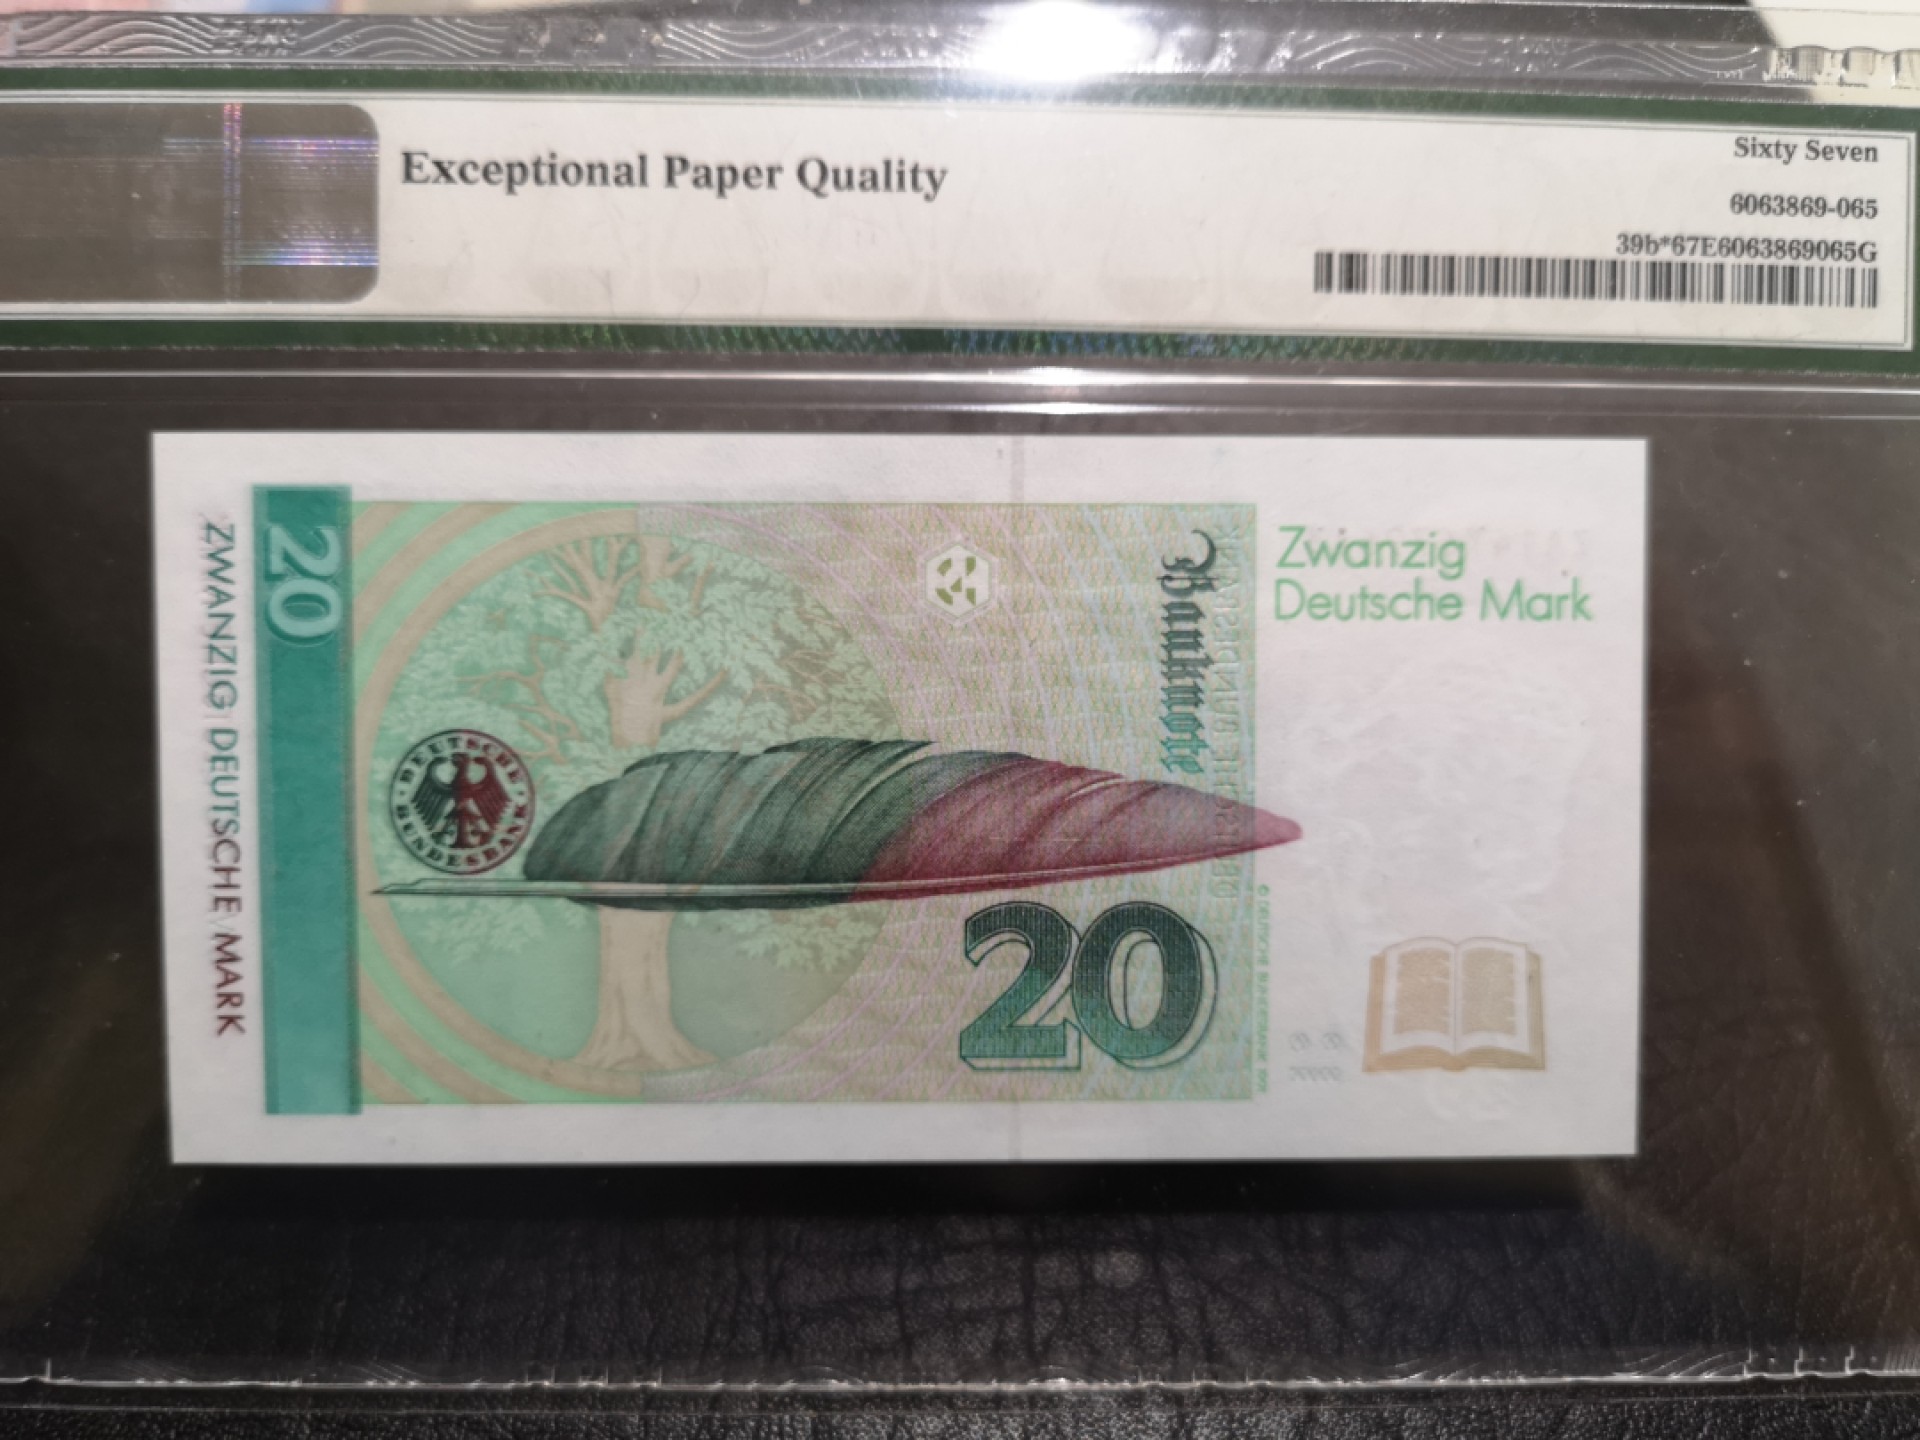 Exceptional Paper Quality
Sixty Seven
6063869-065
39b*67E6063869065G
ZWANZIG DEUTSCHE MARK
20
DEUTSCHE BUNDESBANK
Banknote
Zwanzig
Deutsche Mark
20